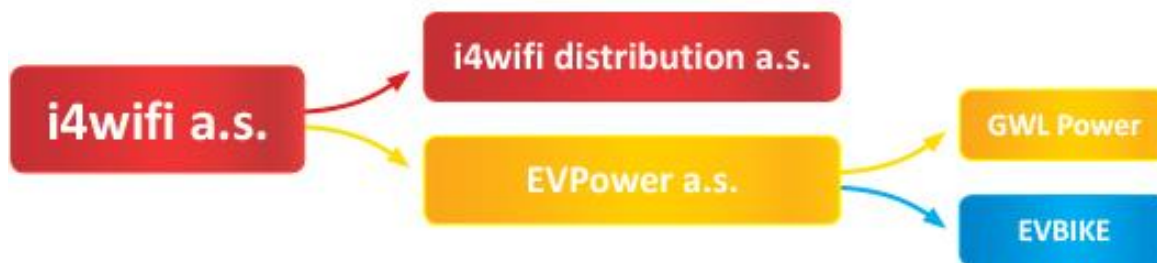 i4wifi a.s.
i4wifi distribution a.s.
EVPower a.s.
GWL Power
EVBIKE